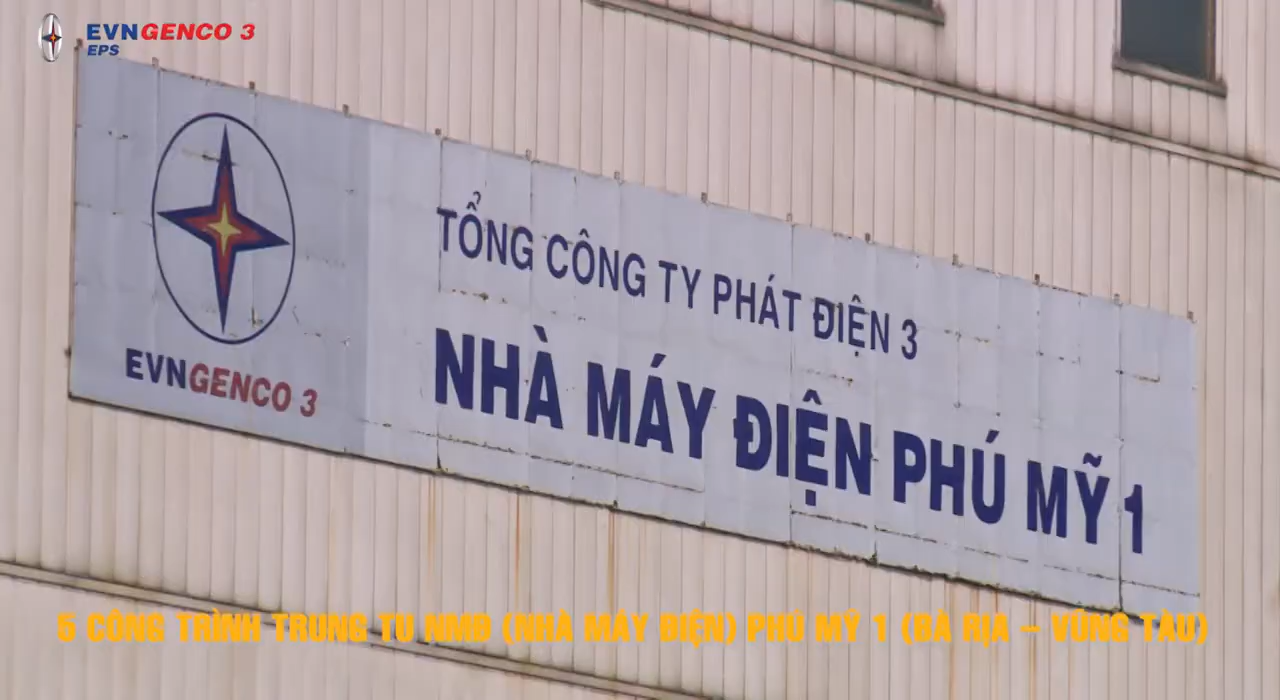 EVNGENCO 3
EPS
TỔNG CÔNG TY PHÁT ĐIỆN 3
NHÀ MÁY ĐIỆN PHÚ MỸ 1
EVNGENCO 3
5 CÔNG TRÌNH TRUNG TU NMĐ (NHÀ MÁY ĐIỆN) PHÚ MỸ 1 (BÀ RỊA – VŨNG TÀU)